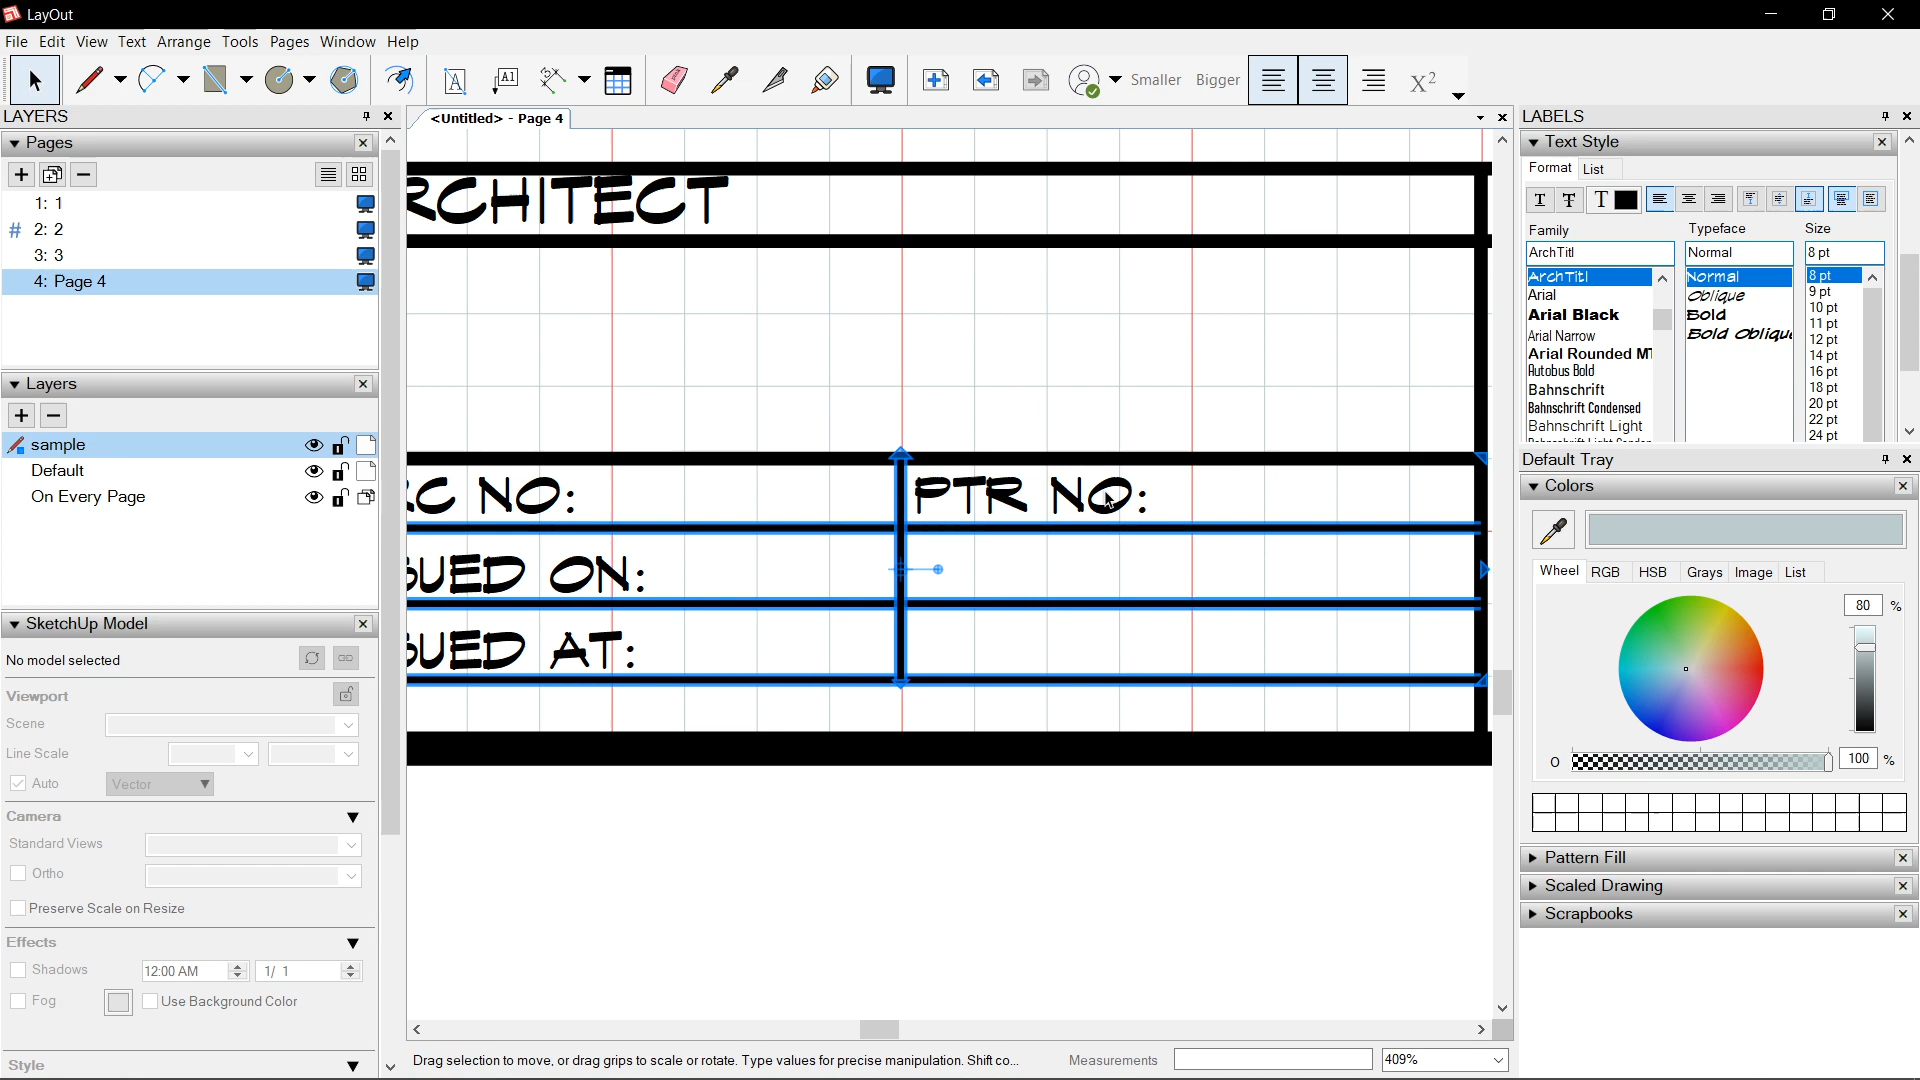 LayOut
File Edit View Text Arrange Tools Pages Window Help
A A1 Smaller Bigger X²
LAYERS
<Untitled> - Page 4
LABELS
Pages
Text Style
Format List
1: 1
# 2: 2
3: 3
4: Page 4
T T T
Family Typeface Size
ArchTitl Normal 8 pt
ArchTitl Normal 8 pt
Arial Oblique 9 pt
Arial Black Bold 10 pt
Arial Narrow Bold Obliqu 11 pt
Arial Rounded MT 12 pt
Autobus Bold 14 pt
Bahnschrift 16 pt
Bahnschrift Condensed 18 pt
Bahnschrift Light 20 pt
22 pt
24 pt
RCHITECT
Layers
sample
Default
On Every Page
RC NO: PTR NO:
SUED ON:
SUED AT:
Default Tray
Colors
Wheel RGB HSB Grays Image List
80 %
O 100 %
SketchUp Model
No model selected
Viewport
Scene
Line Scale
Auto Vector
Camera
Standard Views
Ortho
Preserve Scale on Resize
Effects
Shadows 12:00 AM 1/ 1
Fog Use Background Color
Style
Pattern Fill
Scaled Drawing
Scrapbooks
Drag selection to move, or drag grips to scale or rotate. Type values for precise manipulation. Shift co... Measurements 409%